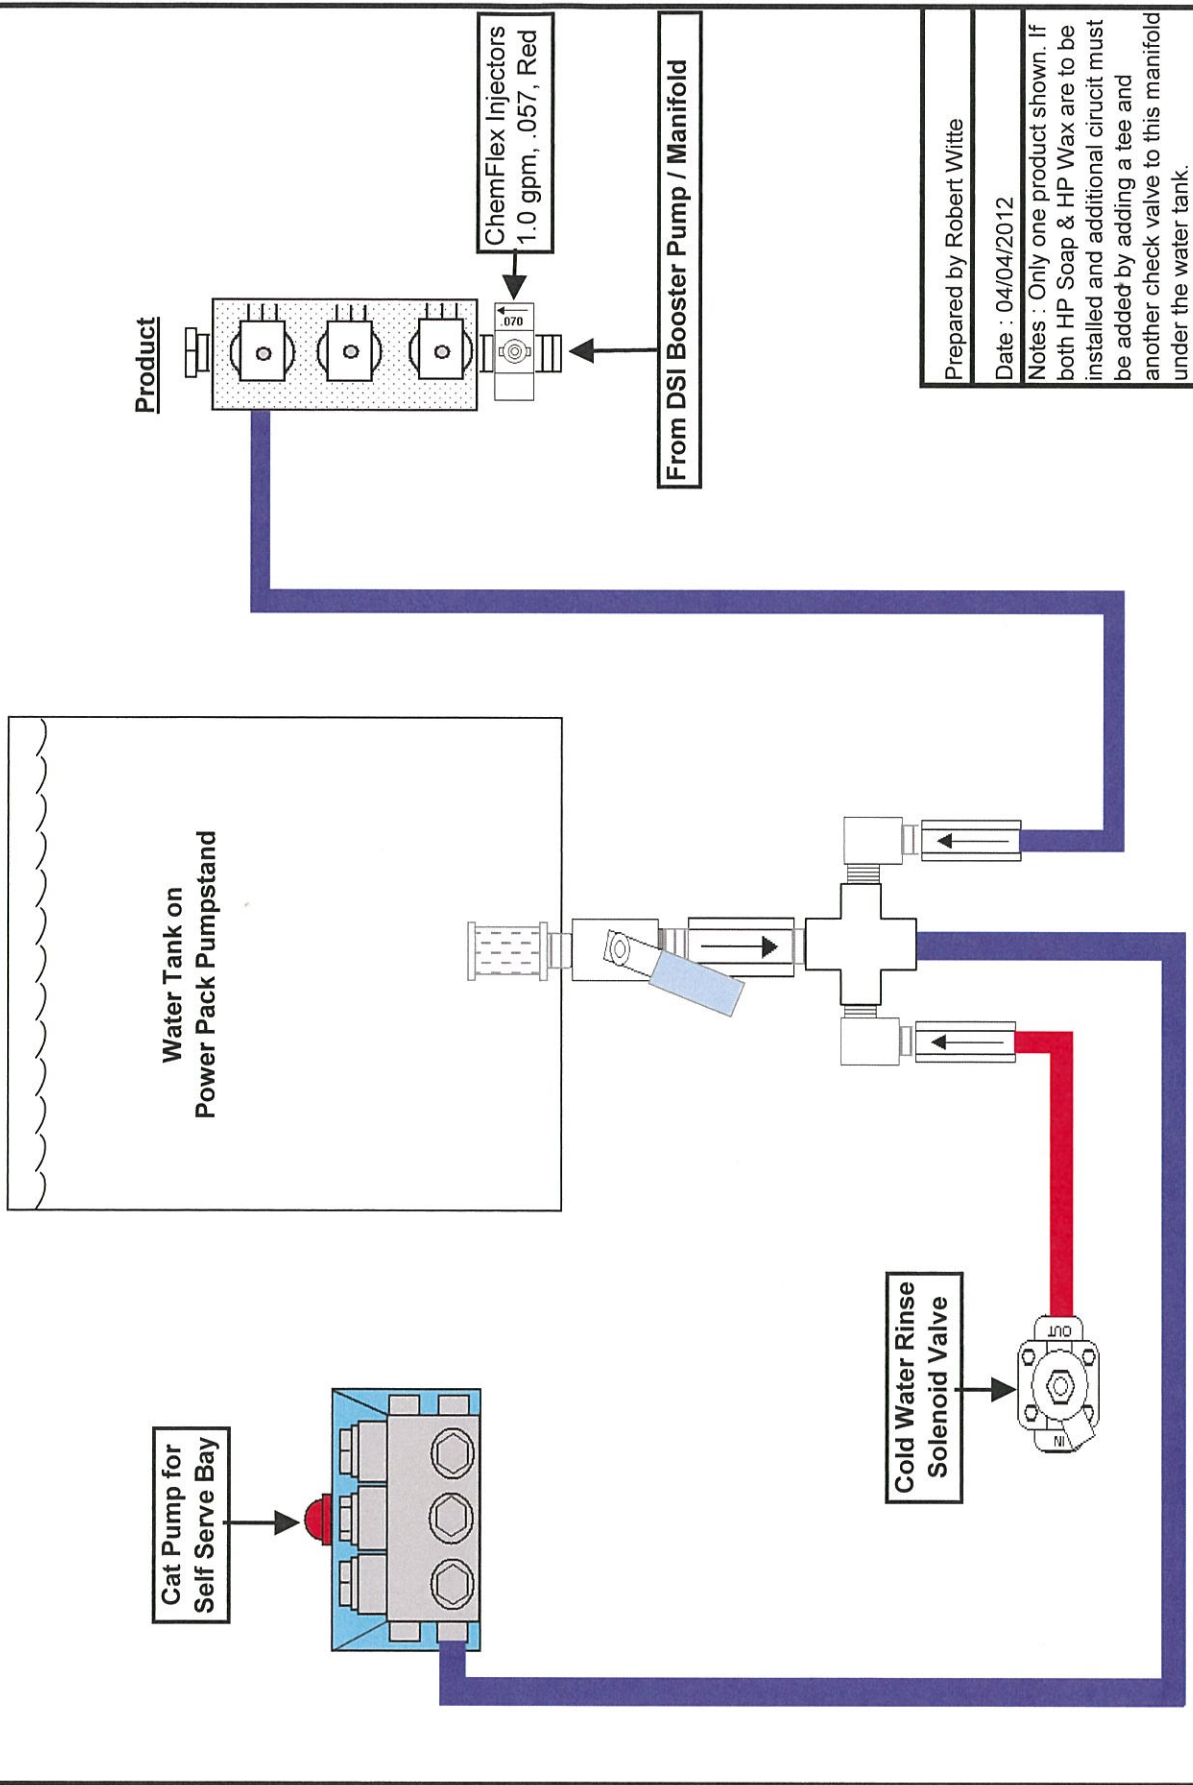 Cat Pump for
Self Serve Bay
Water Tank on
Power Pack Pumpstand
Product
ChemFlex Injectors
1.0 gpm, .057, Red
.070
From DSI Booster Pump / Manifold
Cold Water Rinse
Solenoid Valve
IN
OUT
Prepared by Robert Witte
Date : 04/04/2012
Notes : Only one product shown. If
both HP Soap & HP Wax are to be
installed and additional cirucit must
be added by adding a tee and
another check valve to this manifold
under the water tank.